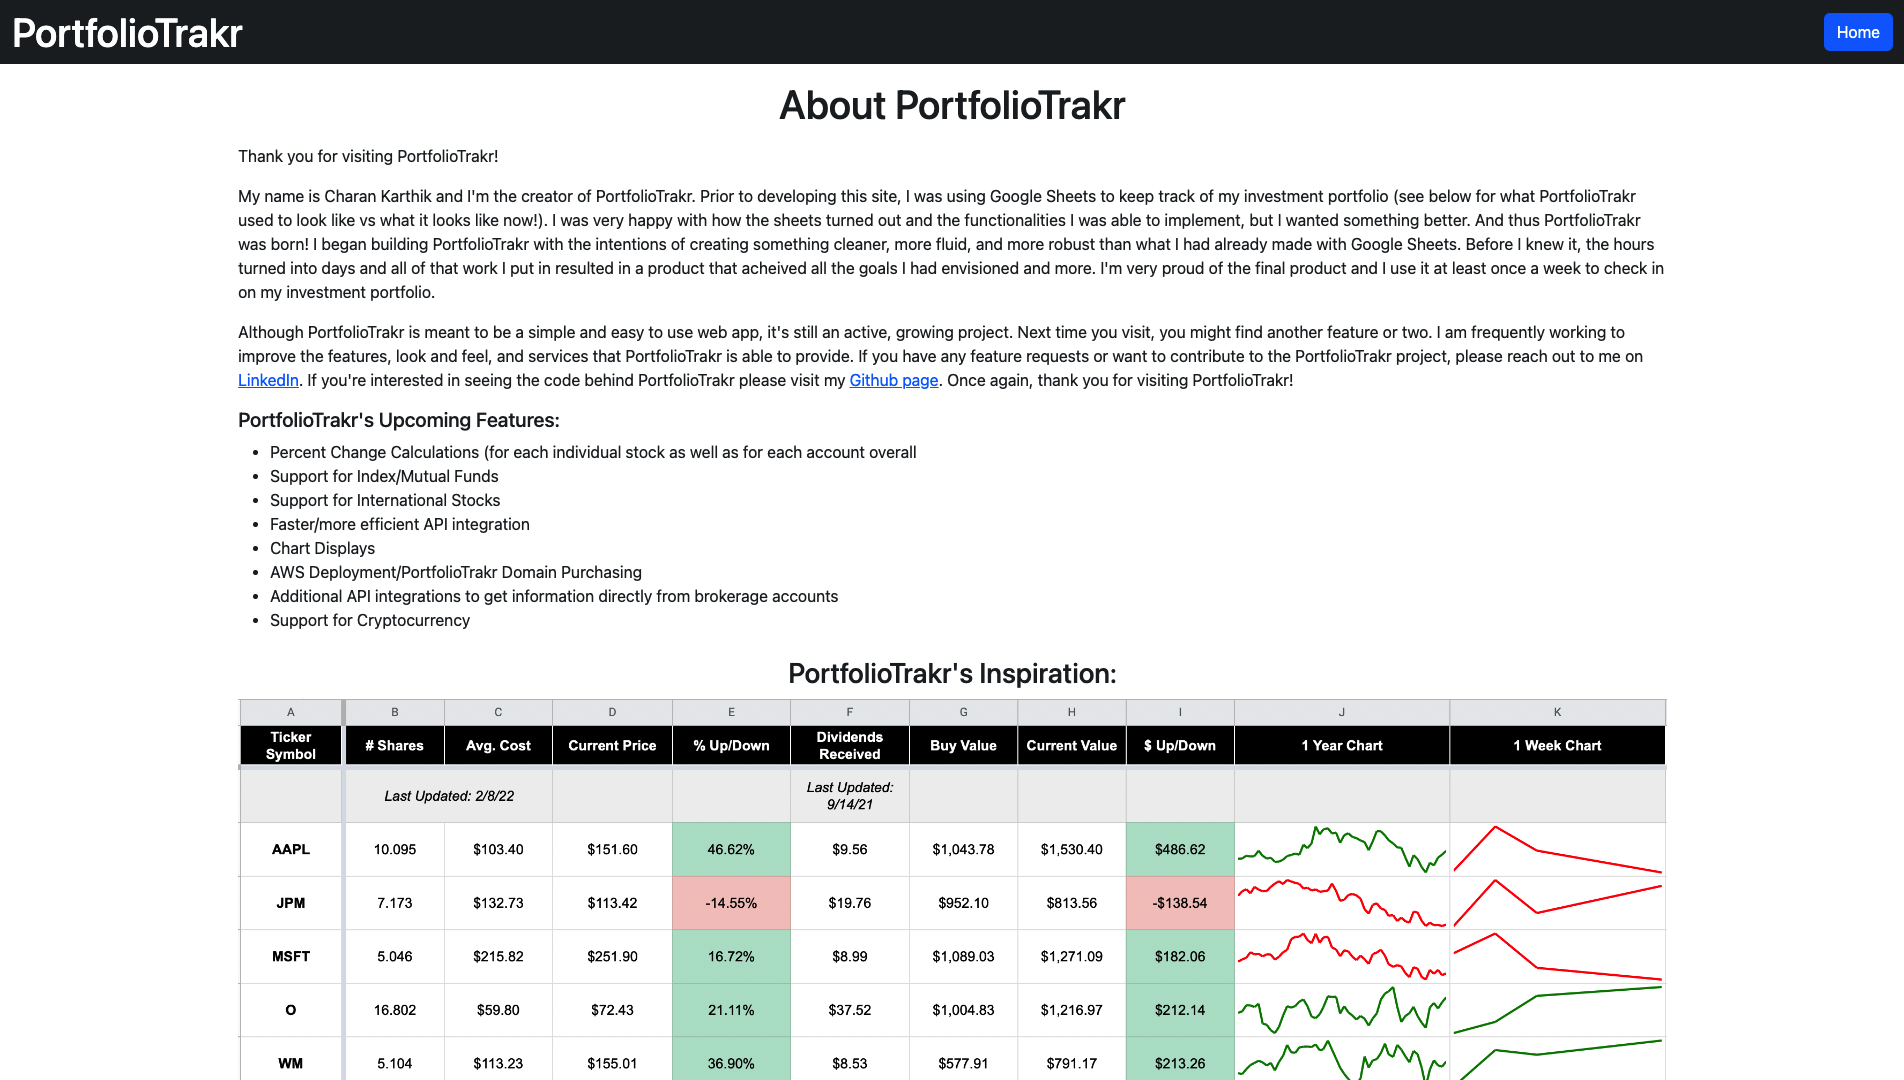 PortfolioTrakr
Home
About PortfolioTrakr
Thank you for visiting PortfolioTrakr!
My name is Charan Karthik and I'm the creator of PortfolioTrakr. Prior to developing this site, I was using Google Sheets to keep track of my investment portfolio (see below for what PortfolioTrakr
used to look like vs what it looks like now!). I was very happy with how the sheets turned out and the functionalities I was able to implement, but I wanted something better. And thus PortfolioTrakr
was born! I began building PortfolioTrakr with the intentions of creating something cleaner, more fluid, and more robust than what I had already made with Google Sheets. Before I knew it, the hours
turned into days and all of that work I put in resulted in a product that acheived all the goals I had envisioned and more. I'm very proud of the final product and I use it at least once a week to check in
on my investment portfolio.
Although PortfolioTrakr is meant to be a simple and easy to use web app, it's still an active, growing project. Next time you visit, you might find another feature or two. I am frequently working to
improve the features, look and feel, and services that PortfolioTrakr is able to provide. If you have any feature requests or want to contribute to the PortfolioTrakr project, please reach out to me on
LinkedIn. If you're interested in seeing the code behind PortfolioTrakr please visit my Github page. Once again, thank you for visiting PortfolioTrakr!
PortfolioTrakr's Upcoming Features:
• Percent Change Calculations (for each individual stock as well as for each account overall
• Support for Index/Mutual Funds
• Support for International Stocks
• Faster/more efficient API integration
• Chart Displays
• AWS Deployment/PortfolioTrakr Domain Purchasing
• Additional API integrations to get information directly from brokerage accounts
• Support for Cryptocurrency
PortfolioTrakr's Inspiration:
A B C D E F G H I J K
Ticker Symbol # Shares Avg. Cost Current Price % Up/Down Dividends Received Buy Value Current Value $ Up/Down 1 Year Chart 1 Week Chart
Last Updated: 2/8/22 Last Updated: 9/14/21
AAPL 10.095 $103.40 $151.60 46.62% $9.56 $1,043.78 $1,530.40 $486.62
JPM 7.173 $132.73 $113.42 -14.55% $19.76 $952.10 $813.56 -$138.54
MSFT 5.046 $215.82 $251.90 16.72% $8.99 $1,089.03 $1,271.09 $182.06
O 16.802 $59.80 $72.43 21.11% $37.52 $1,004.83 $1,216.97 $212.14
WM 5.104 $113.23 $155.01 36.90% $8.53 $577.91 $791.17 $213.26